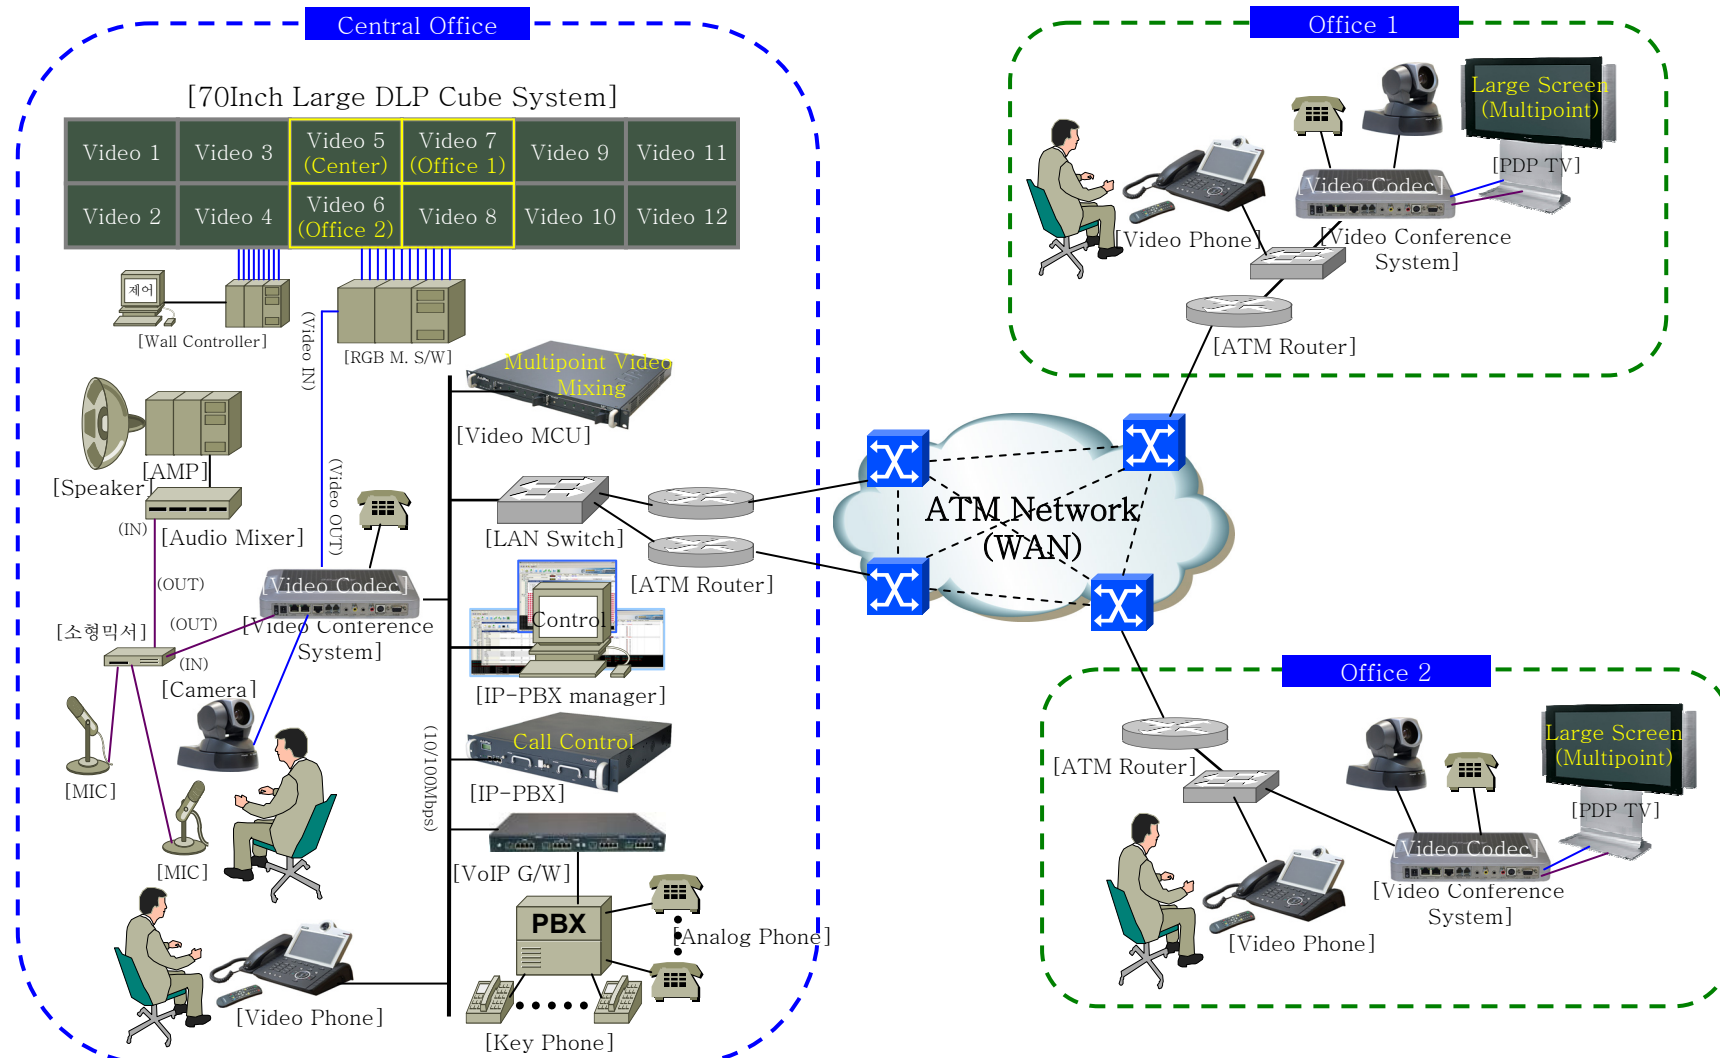 Central Office
[70Inch Large DLP Cube System]
Video 1
Video 3
Video 5
(Center)
Video 7
(Office 1)
Video 9
Video 11
Video 2
Video 4
Video 6
(Office 2)
Video 8
Video 10
Video 12
제어
[Wall Controller]
(Video IN)
[RGB M. S/W]
Multipoint Video
Mixing
[Video MCU]
[AMP]
[Speaker]
(IN)
[Audio Mixer]
(Video OUT)
[LAN Switch]
[ATM Router]
(OUT)
[Video Codec]
[Video Conference
System]
(OUT)
[소형믹서]
(IN)
[Camera]
Control
[IP-PBX manager]
(10/100Mbps)
Call Control
[IP-PBX]
[MIC]
[MIC]
[VoIP G/W]
PBX
[Analog Phone]
[Video Phone]
[Key Phone]
ATM Network
(WAN)
Office 1
Large Screen
(Multipoint)
[PDP TV]
[Video Codec]
[Video Phone]
[Video Conference
System]
[ATM Router]
Office 2
Large Screen
(Multipoint)
[ATM Router]
[PDP TV]
[Video Codec]
[Video Conference
System]
[Video Phone]